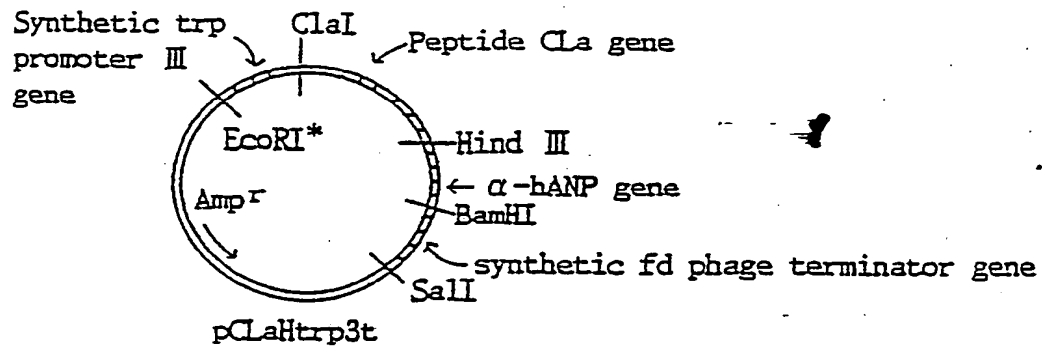 Synthetic trp
promoter III
gene
ClaI
Peptide CLa gene
EcoRI*
Hind III
α-hANP gene
BamHI
Amp r
synthetic fd phage terminator gene
SalI
pCLaHtrp3t